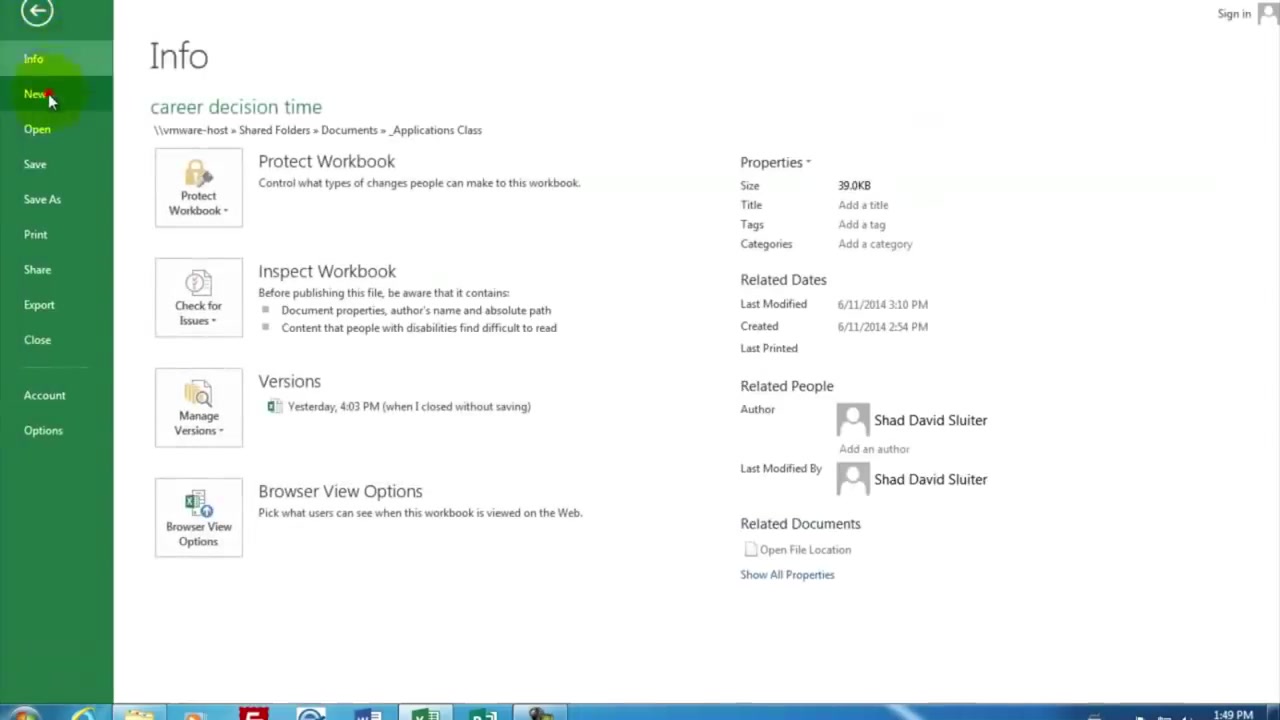 Sign in
Info
New
Open
Save
Save As
Print
Share
Export
Close
Account
Options
Info
career decision time
\\vmware-host » Shared Folders » Documents » _Applications Class
Protect Workbook
Protect Workbook
Control what types of changes people can make to this workbook.
Check for Issues
Inspect Workbook
Before publishing this file, be aware that it contains:
Document properties, author's name and absolute path
Content that people with disabilities find difficult to read
Manage Versions
Versions
Yesterday, 4:03 PM (when I closed without saving)
Browser View Options
Browser View Options
Pick what users can see when this workbook is viewed on the Web.
Properties
Size 39.0KB
Title Add a title
Tags Add a tag
Categories Add a category
Related Dates
Last Modified 6/11/2014 3:10 PM
Created 6/11/2014 2:54 PM
Last Printed
Related People
Author Shad David Sluiter
Add an author
Last Modified By Shad David Sluiter
Related Documents
Open File Location
Show All Properties
1:49 PM